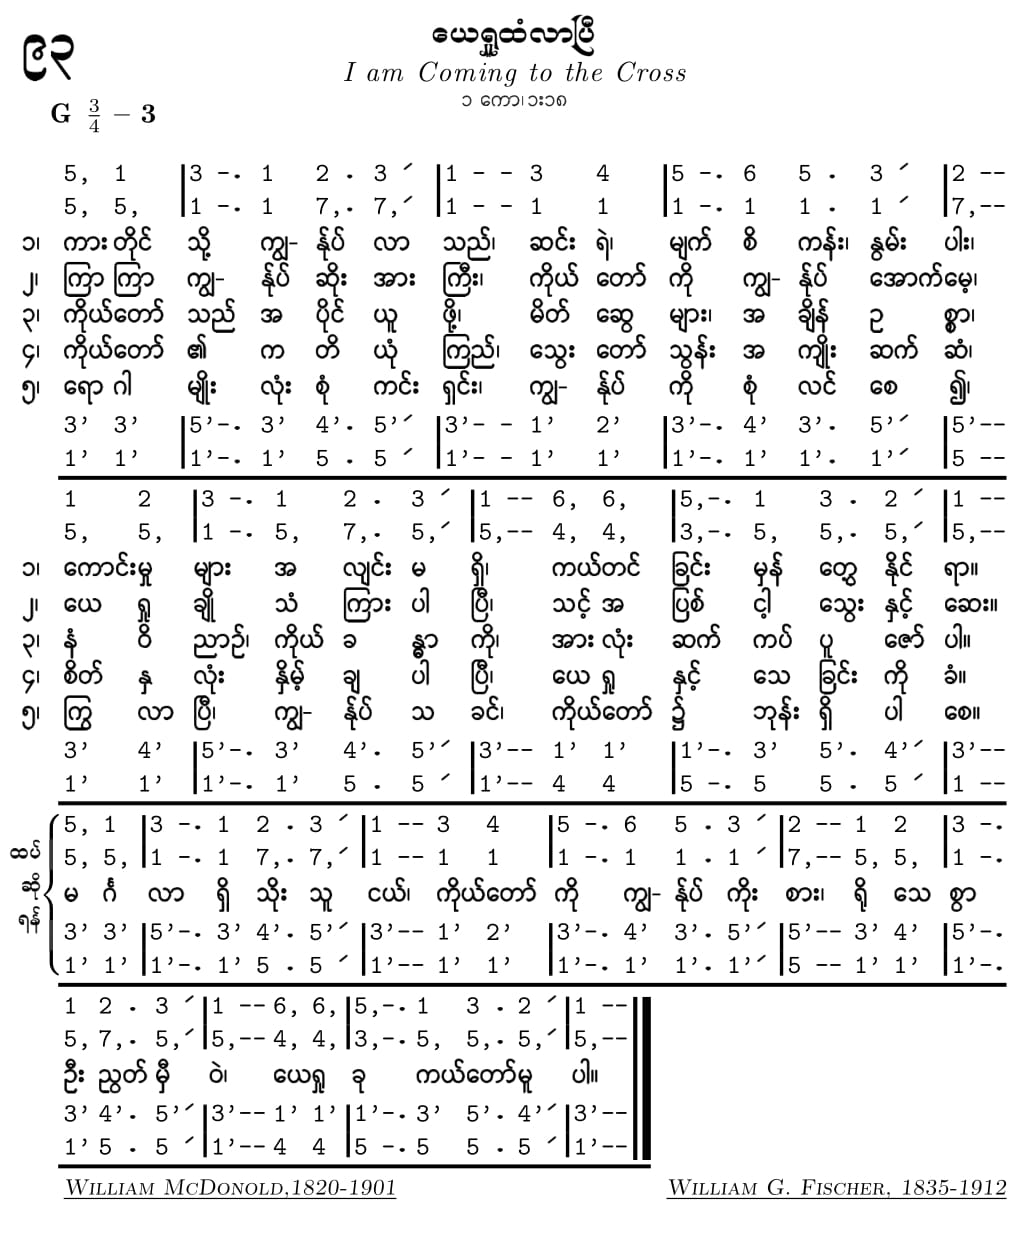 ၉၃
ယေရှုထံလာပြီ
I am Coming to the Cross
၁ ကော၊ ၁း၁၈
G 3/4 – 3
5, 1 |3 -. 1 2 . 3 ˊ |1 - - 3 4 |5 -. 6 5 . 3 ˊ |2 --
5, 5, |1 -. 1 7,. 7,ˊ |1 - - 1 1 |1 -. 1 1 . 1 ˊ |7,--
၁၊ ကား တိုင် သို့ ကျွ- န်ုပ် လာ သည်၊ ဆင်း ရဲ၊ မျက် စိ ကန်း၊ နွမ်း ပါး၊
၂၊ ကြာ ကြာ ကျွ- န်ုပ် ဆိုး အား ကြီး၊ ကိုယ် တော် ကို ကျွ- န်ုပ် အောက်မေ့၊
၃၊ ကိုယ်တော် သည် အ ပိုင် ယူ ဖို့၊ မိတ် ဆွေ များ၊ အ ချိန် ဥ စ္စာ၊
၄၊ ကိုယ်တော် ၏ က တိ ယုံ ကြည်၊ သွေး တော် သွန်း အ ကျိုး ဆက် ဆံ၊
၅၊ ရော ဂါ မျိုး လုံး စုံ ကင်း ရှင်း၊ ကျွ- န်ုပ် ကို စုံ လင် စေ ၍၊
3’ 3’ |5’-. 3’ 4’. 5’ˊ |3’- - 1’ 2’ |3’-. 4’ 3’. 5’ˊ |5’--
1’ 1’ |1’-. 1’ 5 . 5 ˊ |1’- - 1’ 1’ |1’-. 1’ 1’. 1’ˊ |5 --
1 2 |3 -. 1 2 . 3 ˊ |1 -- 6, 6, |5,-. 1 3 . 2 ˊ |1 --
5, 5, |1 -. 5, 7,. 5,ˊ |5,-- 4, 4, |3,-. 5, 5,. 5,ˊ |5,--
၁၊ ကောင်းမှု များ အ လျင်း မ ရှိ၊ ကယ်တင် ခြင်း မှန် တွေ့ နိုင် ရာ။
၂၊ ယေ ရှု ချို သံ ကြား ပါ ပြီ၊ သင့် အ ပြစ် ငါ့ သွေး နှင့် ဆေး။
၃၊ နံ ဝိ ညာဉ်၊ ကိုယ် ခ န္ဓာ ကို၊ အား လုံး ဆက် ကပ် ပူ ဇော် ပါ။
၄၊ စိတ် နှ လုံး နှိမ့် ချ ပါ ပြီ၊ ယေ ရှု နှင့် သေ ခြင်း ကို ခံ။
၅၊ ကြွ လာ ပြီ၊ ကျွ- န်ုပ် သ ခင်၊ ကိုယ်တော် ၌ ဘုန်း ရှိ ပါ စေ။
3’ 4’ |5’-. 3’ 4’. 5’ˊ |3’-- 1’ 1’ |1’-. 3’ 5’. 4’ˊ |3’--
1’ 1’ |1’-. 1’ 5 . 5 ˊ |1’-- 4 4 |5 -. 5 5 . 5 ˊ |1 --
ထပ် ဆို ရန်
5, 1 |3 -. 1 2 . 3 ˊ |1 -- 3 4 |5 -. 6 5 . 3 ˊ |2 -- 1 2 |3 -.
5, 5, |1 -. 1 7,. 7,ˊ |1 -- 1 1 |1 -. 1 1 . 1 ˊ |7,-- 5, 5, |1 -.
မ င်္ဂ လာ ရှိ သိုး သူ ငယ်၊ ကိုယ်တော် ကို ကျွ- န်ုပ် ကိုး စား၊ ရို သေ စွာ
3’ 3’ |5’-. 3’ 4’. 5’ˊ |3’-- 1’ 2’ |3’-. 4’ 3’. 5’ˊ |5’-- 3’ 4’ |5’-.
1’ 1’ |1’-. 1’ 5 . 5 ˊ |1’-- 1’ 1’ |1’-. 1’ 1’. 1’ˊ |5 -- 1’ 1’ |1’-.
1 2 . 3 ˊ |1 -- 6, 6, |5,-. 1 3 . 2 ˊ |1 --
5, 7,. 5,ˊ |5,-- 4, 4, |3,-. 5, 5,. 5,ˊ |5,--
ဦး ညွတ် မှီ ဝဲ၊ ယေရှု ခု ကယ်တော်မူ ပါ။
3’ 4’. 5’ˊ |3’-- 1’ 1’ |1’-. 3’ 5’. 4’ˊ |3’--
1’ 5 . 5 ˊ |1’-- 4 4 |5 -. 5 5 . 5 ˊ |1’--
WILLIAM MCDONOLD,1820-1901
WILLIAM G. FISCHER, 1835-1912